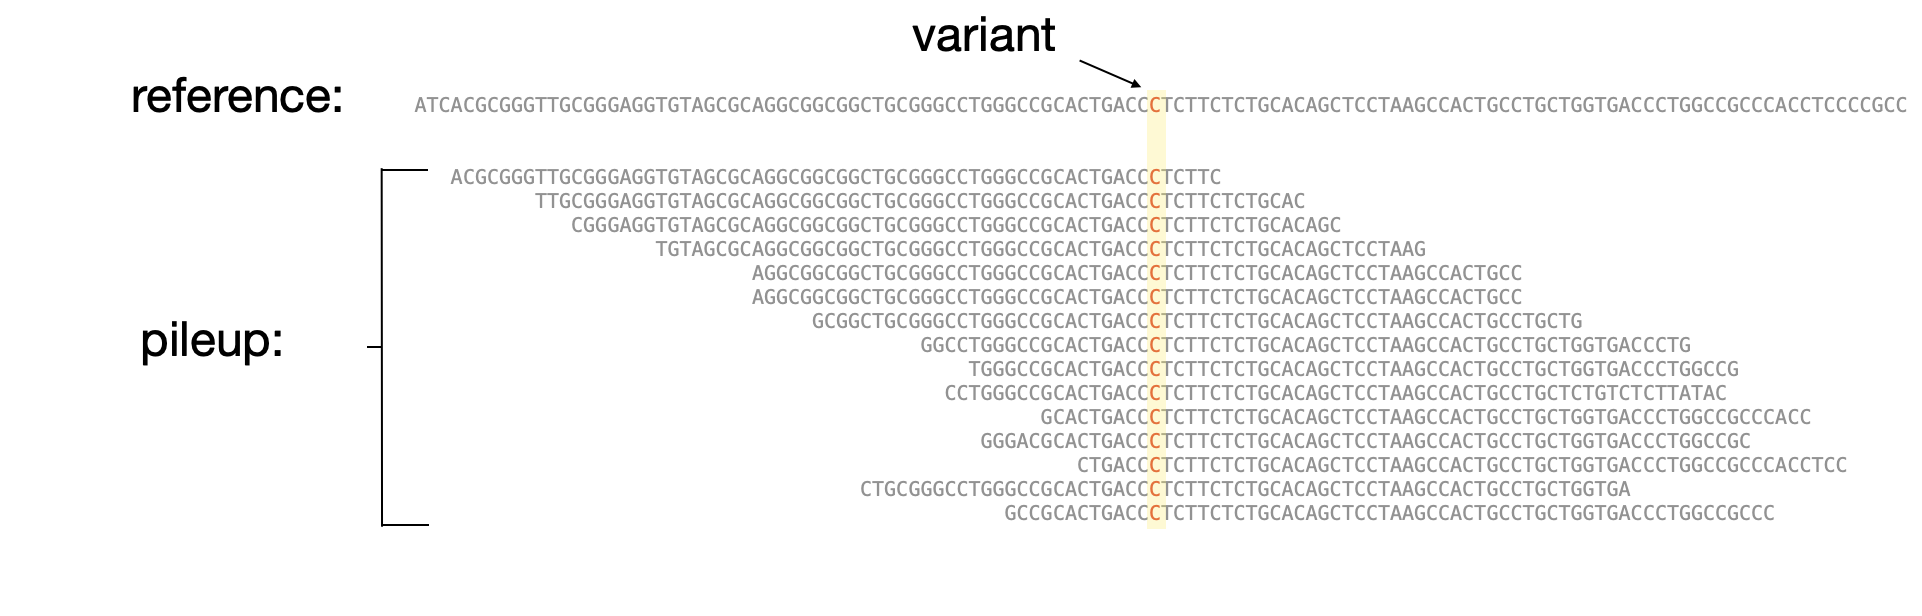 variant
reference: ATCACGCGGGTTGCGGGAGGTGTAGCGCAGGCGGCGGCTGCGGGCCTGGGCCGCACTGACCCTCTTCTCTGCACAGCTCCTAAGCCACTGCCTGCTGGTGACCCTGGCCGCCCACCTCCCCGCC
ACGCGGGTTGCGGGAGGTGTAGCGCAGGCGGCGGCTGCGGGCCTGGGCCGCACTGACCCTCTTC
TTGCGGGAGGTGTAGCGCAGGCGGCGGCTGCGGGCCTGGGCCGCACTGACCCTCTTCTCTGCAC
CGGGAGGTGTAGCGCAGGCGGCGGCTGCGGGCCTGGGCCGCACTGACCCTCTTCTCTGCACAGC
TGTAGCGCAGGCGGCGGCTGCGGGCCTGGGCCGCACTGACCCTCTTCTCTGCACAGCTCCTAAG
AGGCGGCGGCTGCGGGCCTGGGCCGCACTGACCCTCTTCTCTGCACAGCTCCTAAGCCACTGCC
AGGCGGCGGCTGCGGGCCTGGGCCGCACTGACCCTCTTCTCTGCACAGCTCCTAAGCCACTGCC
GCGGCTGCGGGCCTGGGCCGCACTGACCCTCTTCTCTGCACAGCTCCTAAGCCACTGCCTGCTG
pileup: GGCCTGGGCCGCACTGACCCTCTTCTCTGCACAGCTCCTAAGCCACTGCCTGCTGGTGACCCTG
TGGGCCGCACTGACCCTCTTCTCTGCACAGCTCCTAAGCCACTGCCTGCTGGTGACCCTGGCCG
CCTGGGCCGCACTGACCCTCTTCTCTGCACAGCTCCTAAGCCACTGCCTGCTCTGTCTCTTATAC
GCACTGACCCTCTTCTCTGCACAGCTCCTAAGCCACTGCCTGCTGGTGACCCTGGCCGCCCACC
GGGACGCACTGACCCTCTTCTCTGCACAGCTCCTAAGCCACTGCCTGCTGGTGACCCTGGCCGC
CTGACCCTCTTCTCTGCACAGCTCCTAAGCCACTGCCTGCTGGTGACCCTGGCCGCCCACCTCC
CTGCGGGCCTGGGCCGCACTGACCCTCTTCTCTGCACAGCTCCTAAGCCACTGCCTGCTGGTGA
GCCGCACTGACCCTCTTCTCTGCACAGCTCCTAAGCCACTGCCTGCTGGTGACCCTGGCCGCCC